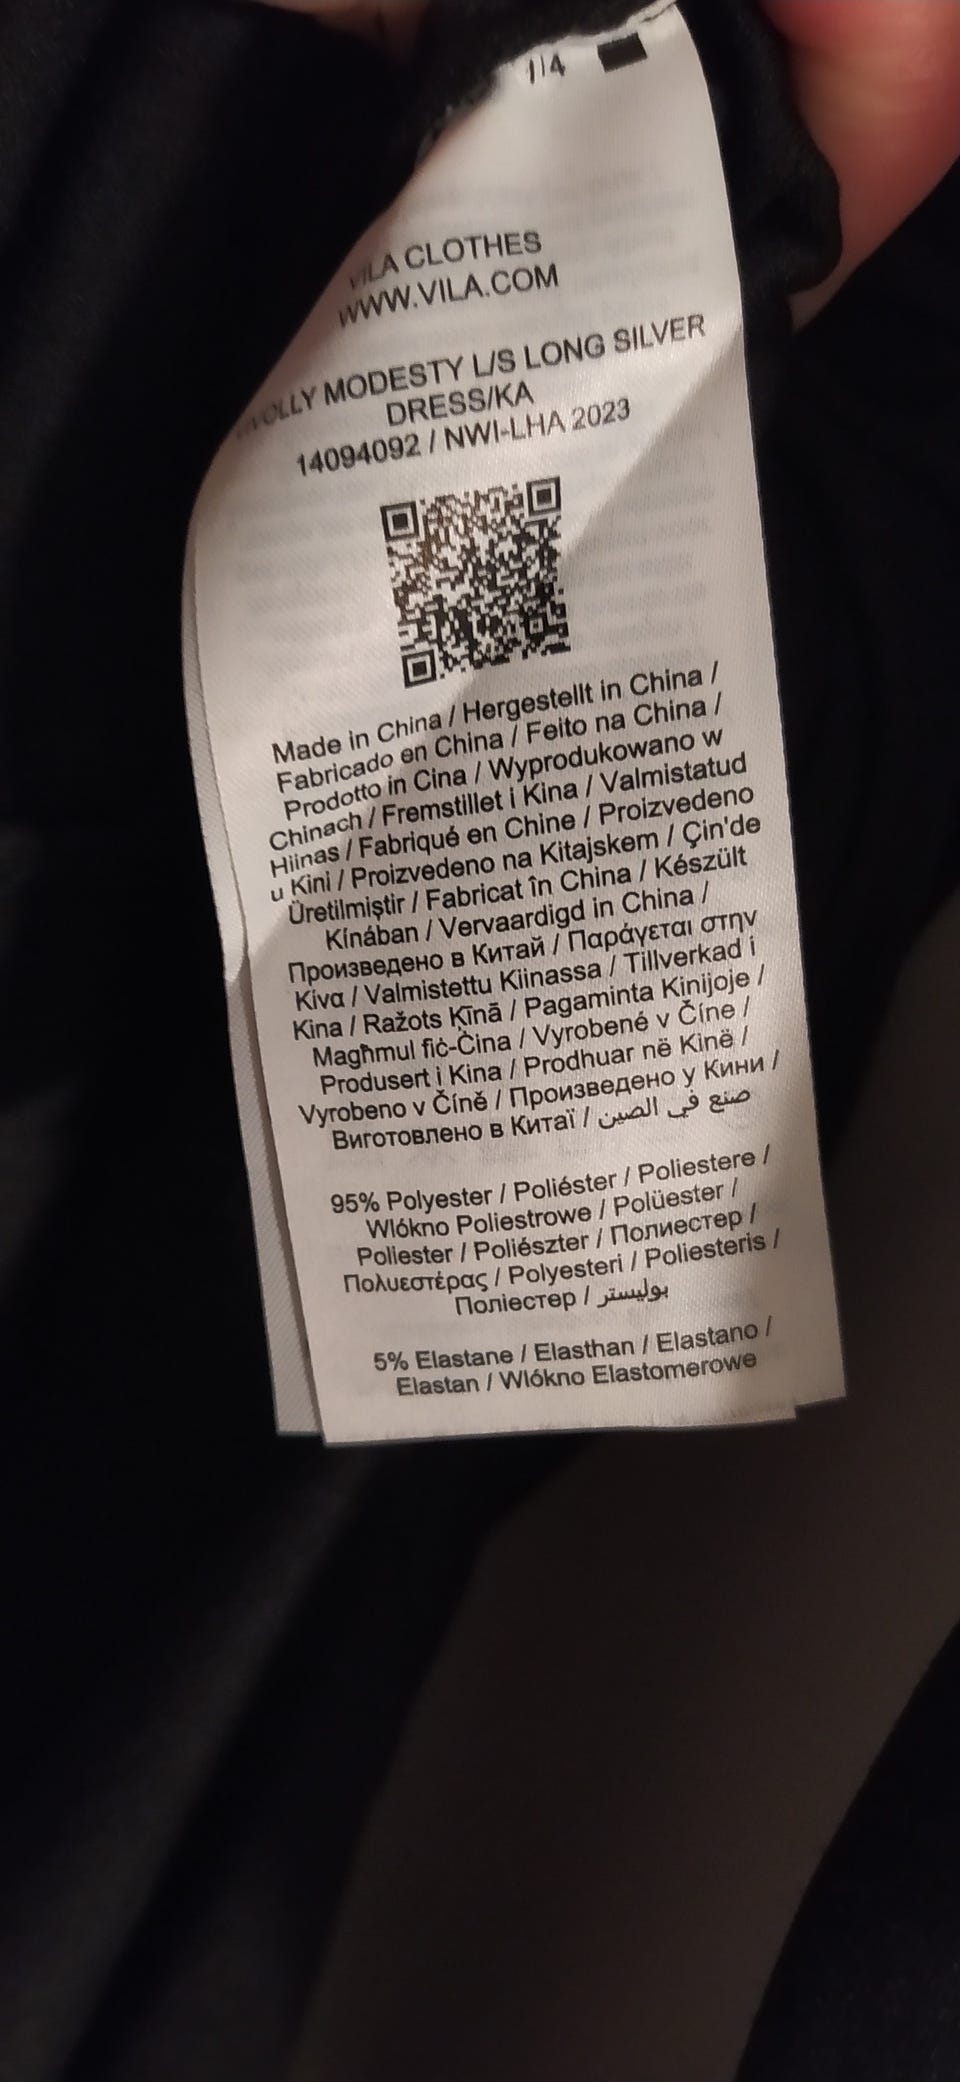 1/4
VILA CLOTHES
WWW.VILA.COM
MODESTY L/S LONG SILVER
DRESS/KA
14094092 / NWI-LHA 2023
Made in China / Hergestellt in China /
Fabricado en China / Feito na China /
Prodotto in Cina / Wyprodukowano w
Chinach / Fremstillet i Kina / Valmistatud
Hiinas / Fabriqué en Chine / Proizvedeno
u Kini / Proizvedeno na Kitajskem / Çin'de
Üretilmiştir / Fabricat în China / Készült
Kínában / Vervaardigd in China /
Произведено в Китай / Παράγεται στην
Κίνα / Valmistettu Kiinassa / Tillverkad i
Kina / Ražots Ķīnā / Pagaminta Kinijoje /
Magħmul fiċ-Ċina / Vyrobené v Číne /
Produsert i Kina / Prodhuar në Kinë /
Vyrobeno v Číně / Произведено у Кини /
Виготовлено в Китаї / صنع في الصين
95% Polyester / Poliéster / Poliestere /
Wlókno Poliestrowe / Polüester /
Poliester / Poliészter / Полиестер /
Πολυεστέρας / Polyesteri / Poliesteris /
Поліестер / بوليستر
5% Elastane / Elasthan / Elastano /
Elastan / Wlókno Elastomerowe